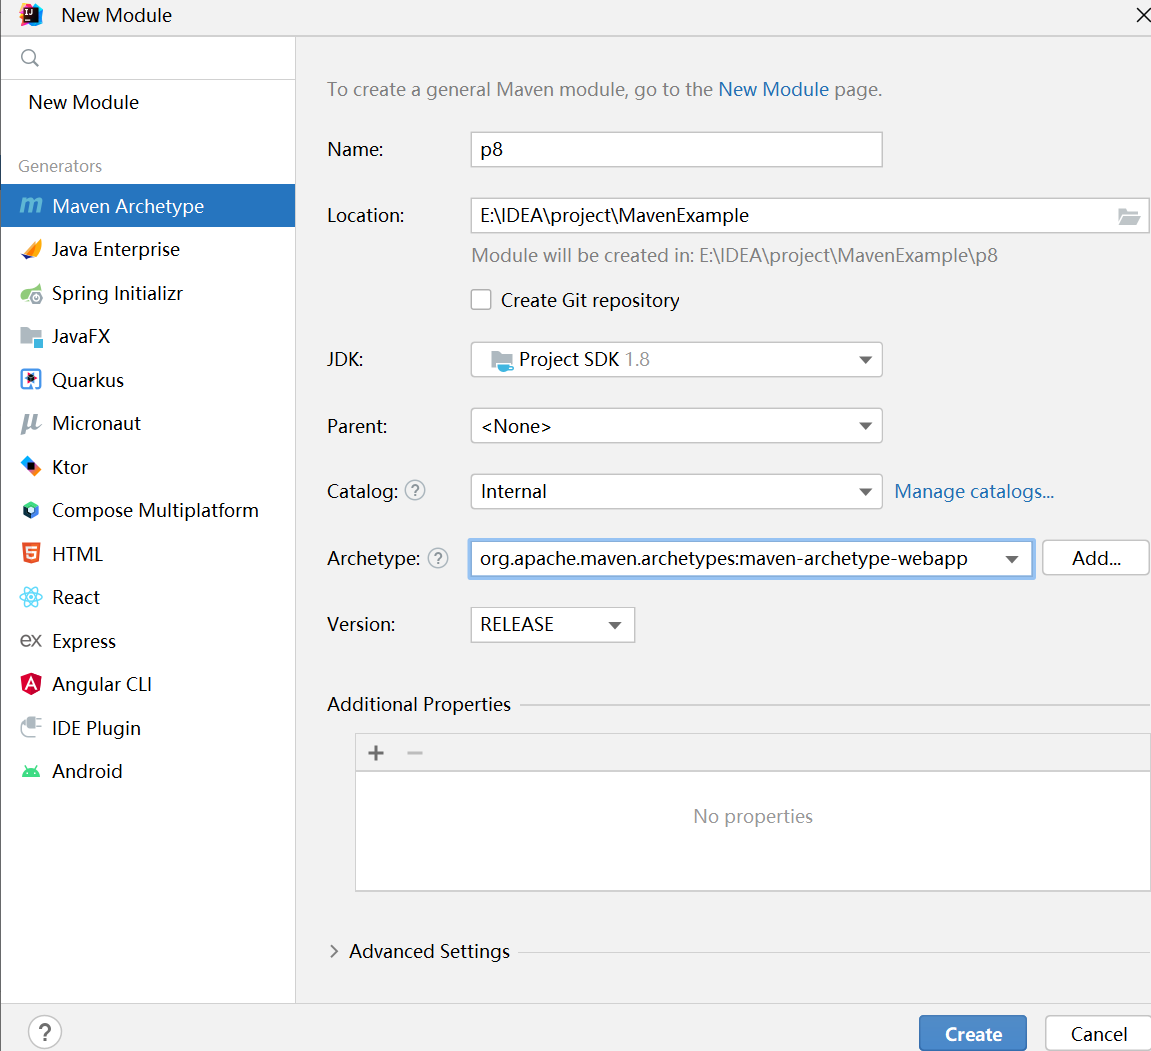 New Module
New Module
Generators
Maven Archetype
Java Enterprise
Spring Initializr
JavaFX
Quarkus
Micronaut
Ktor
Compose Multiplatform
HTML
React
Express
Angular CLI
IDE Plugin
Android
To create a general Maven module, go to the New Module page.
Name: p8
Location: E:\IDEA\project\MavenExample
Module will be created in: E:\IDEA\project\MavenExample\p8
Create Git repository
JDK: Project SDK 1.8
Parent: <None>
Catalog: ? Internal Manage catalogs...
Archetype: ? org.apache.maven.archetypes:maven-archetype-webapp Add...
Version: RELEASE
Additional Properties
No properties
Advanced Settings
? Create Cancel